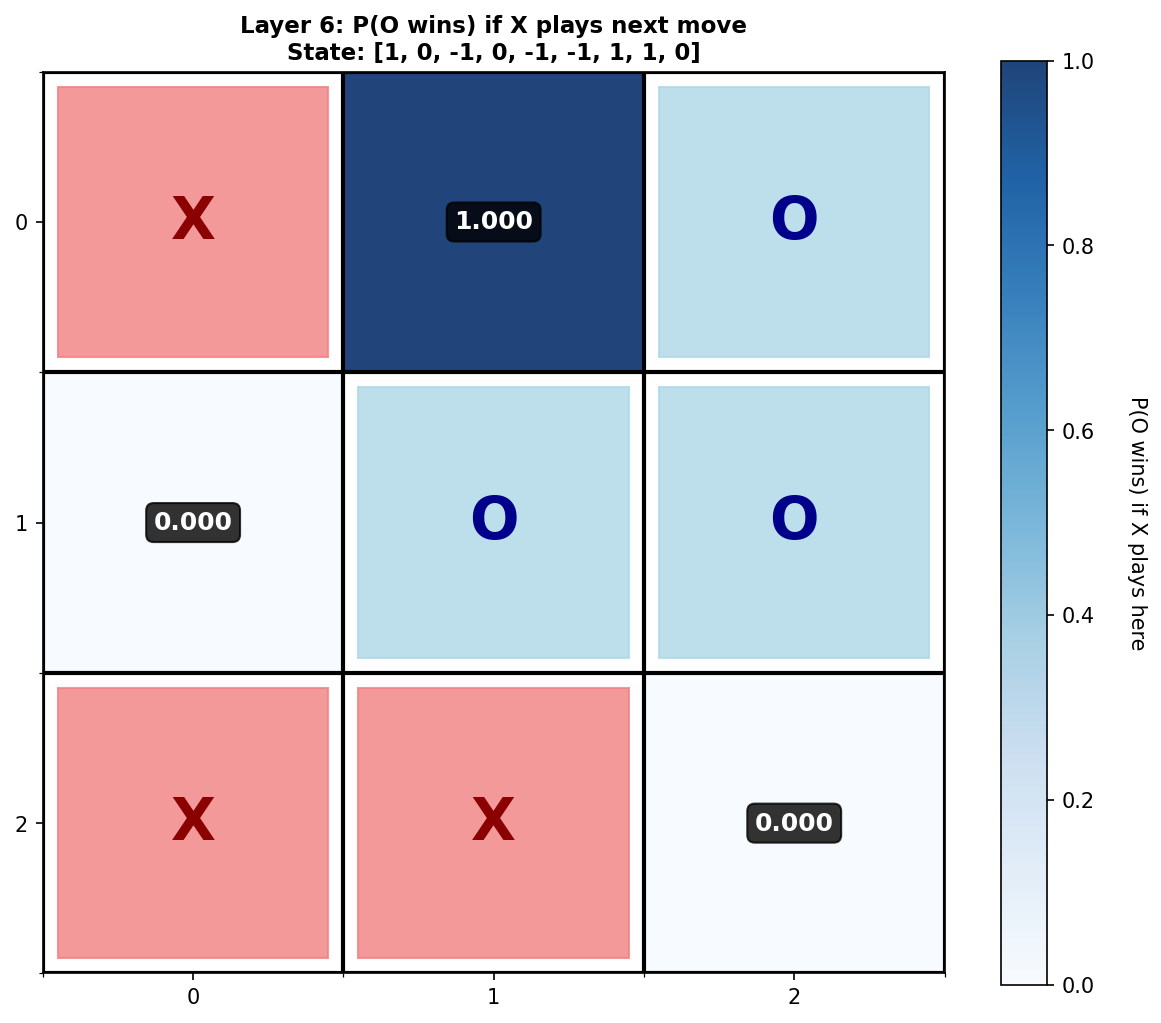 Layer 6: P(O wins) if X plays next move
State: [1, 0, -1, 0, -1, -1, 1, 1, 0]
0
X
1.000
O
1
0.000
O
O
2
X
X
0.000
0
1
2
1.0
0.8
0.6
0.4
0.2
0.0
P(O wins) if X plays here